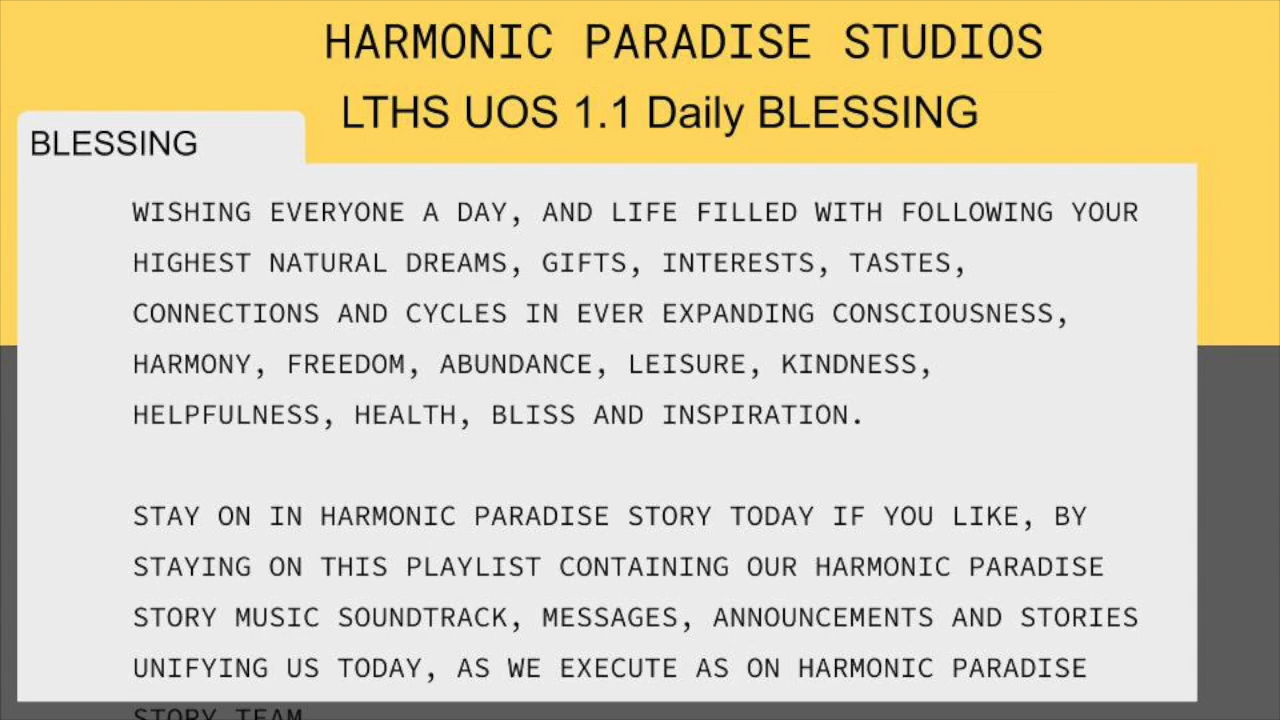 HARMONIC PARADISE STUDIOS
LTHS UOS 1.1 Daily BLESSING
BLESSING
WISHING EVERYONE A DAY, AND LIFE FILLED WITH FOLLOWING YOUR
HIGHEST NATURAL DREAMS, GIFTS, INTERESTS, TASTES,
CONNECTIONS AND CYCLES IN EVER EXPANDING CONSCIOUSNESS,
HARMONY, FREEDOM, ABUNDANCE, LEISURE, KINDNESS,
HELPFULNESS, HEALTH, BLISS AND INSPIRATION.
STAY ON IN HARMONIC PARADISE STORY TODAY IF YOU LIKE, BY
STAYING ON THIS PLAYLIST CONTAINING OUR HARMONIC PARADISE
STORY MUSIC SOUNDTRACK, MESSAGES, ANNOUNCEMENTS AND STORIES
UNIFYING US TODAY, AS WE EXECUTE AS ON HARMONIC PARADISE
STORY TEAM